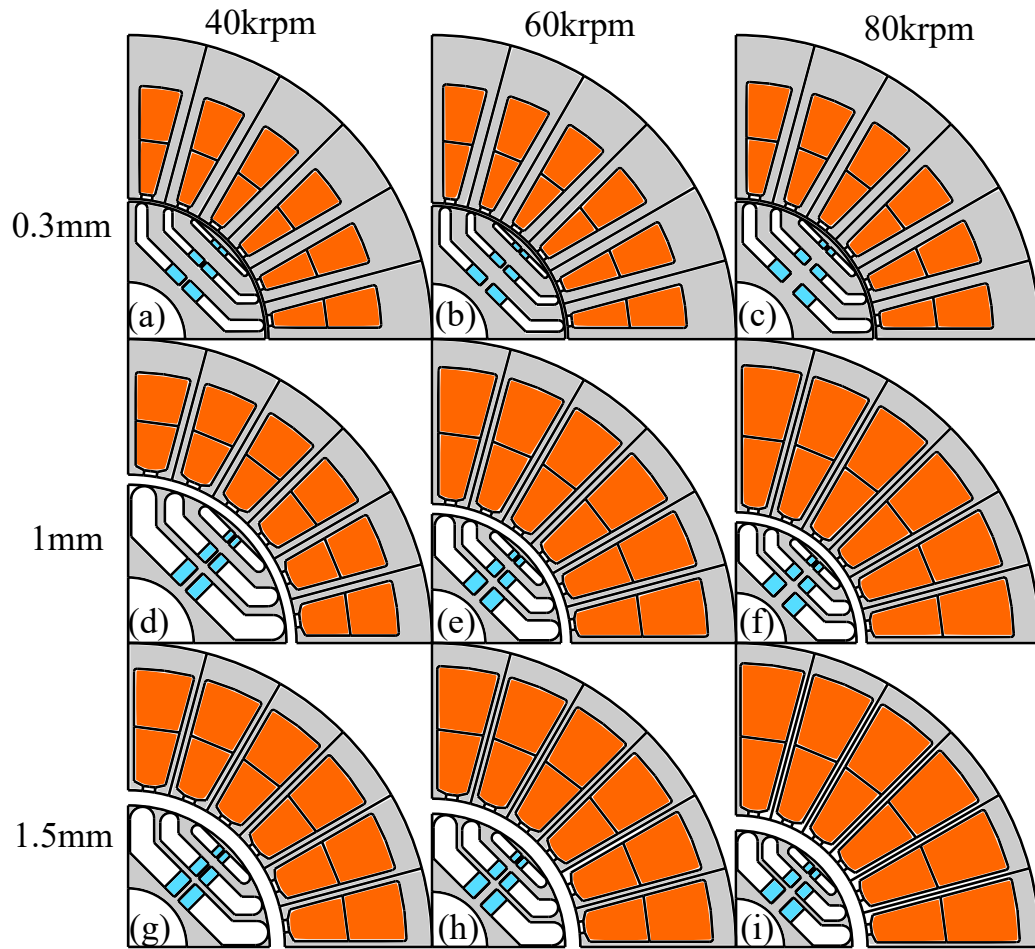 40krpm 60krpm 80krpm
0.3mm
(a) (b) (c)
1mm
(d) (e) (f)
1.5mm
(g) (h) (i)